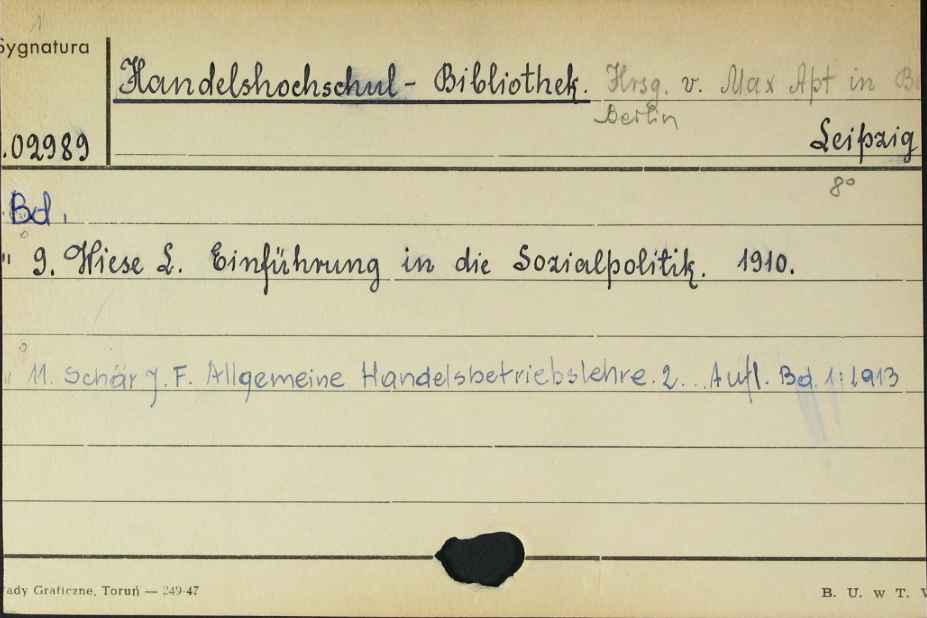 Sygnatura
Handelshochschul- Bibliothek. Hrsg. v. Max Apt in
Berlin
.02989
Leipzig
8°
Bd.
" 9. Wiese L. Einführung in die Sozialpolitik. 1910.
" 11. Schär J. F. Allgemeine Handelsbetriebslehre. 2... Aufl. Bd. 1: 1913
Graficzne, Toruń — 249-47
B. U. w T.